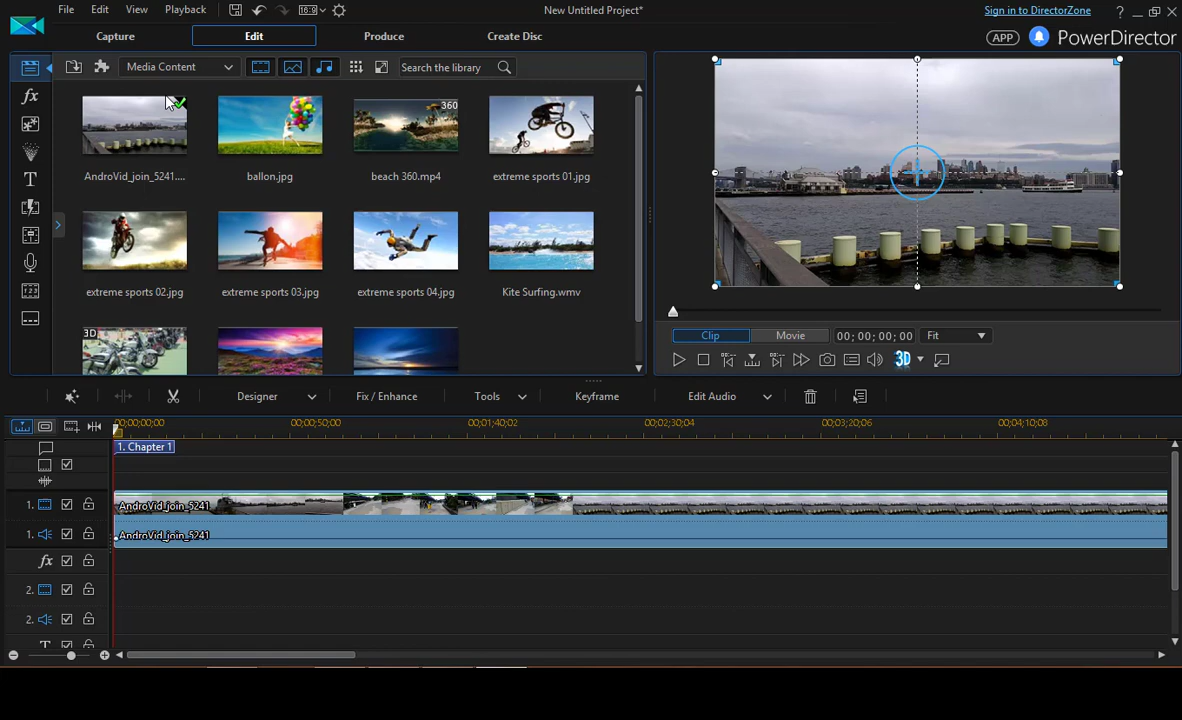 File Edit View Playback 16:9 New Untitled Project* Sign in to DirectorZone ?
Capture Edit Produce Create Disc APP PowerDirector
Media Content Search the library
fx
360
AndroVid_join_5241.... ballon.jpg beach 360.mp4 extreme sports 01.jpg
T
extreme sports 02.jpg extreme sports 03.jpg extreme sports 04.jpg Kite Surfing.wmv
3D
Clip Movie 00; 00; 00; 00 Fit
3D
Designer Fix / Enhance Tools Keyframe Edit Audio
00;00;00;00 00;00;50;00 00;01;40;02 00;02;30;04 00;03;20;06 00;04;10;08
1. Chapter 1
1. AndroVid_join_5241
1. AndroVid_join_5241
fx
2.
2.
T